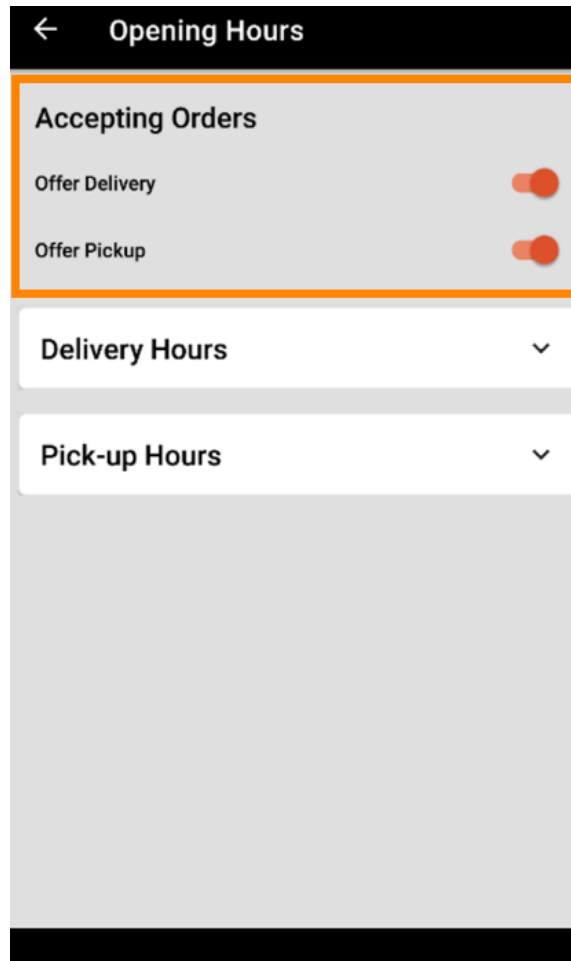 Opening Hours
Accepting Orders
Offer Delivery
Offer Pickup
Delivery Hours
Pick-up Hours